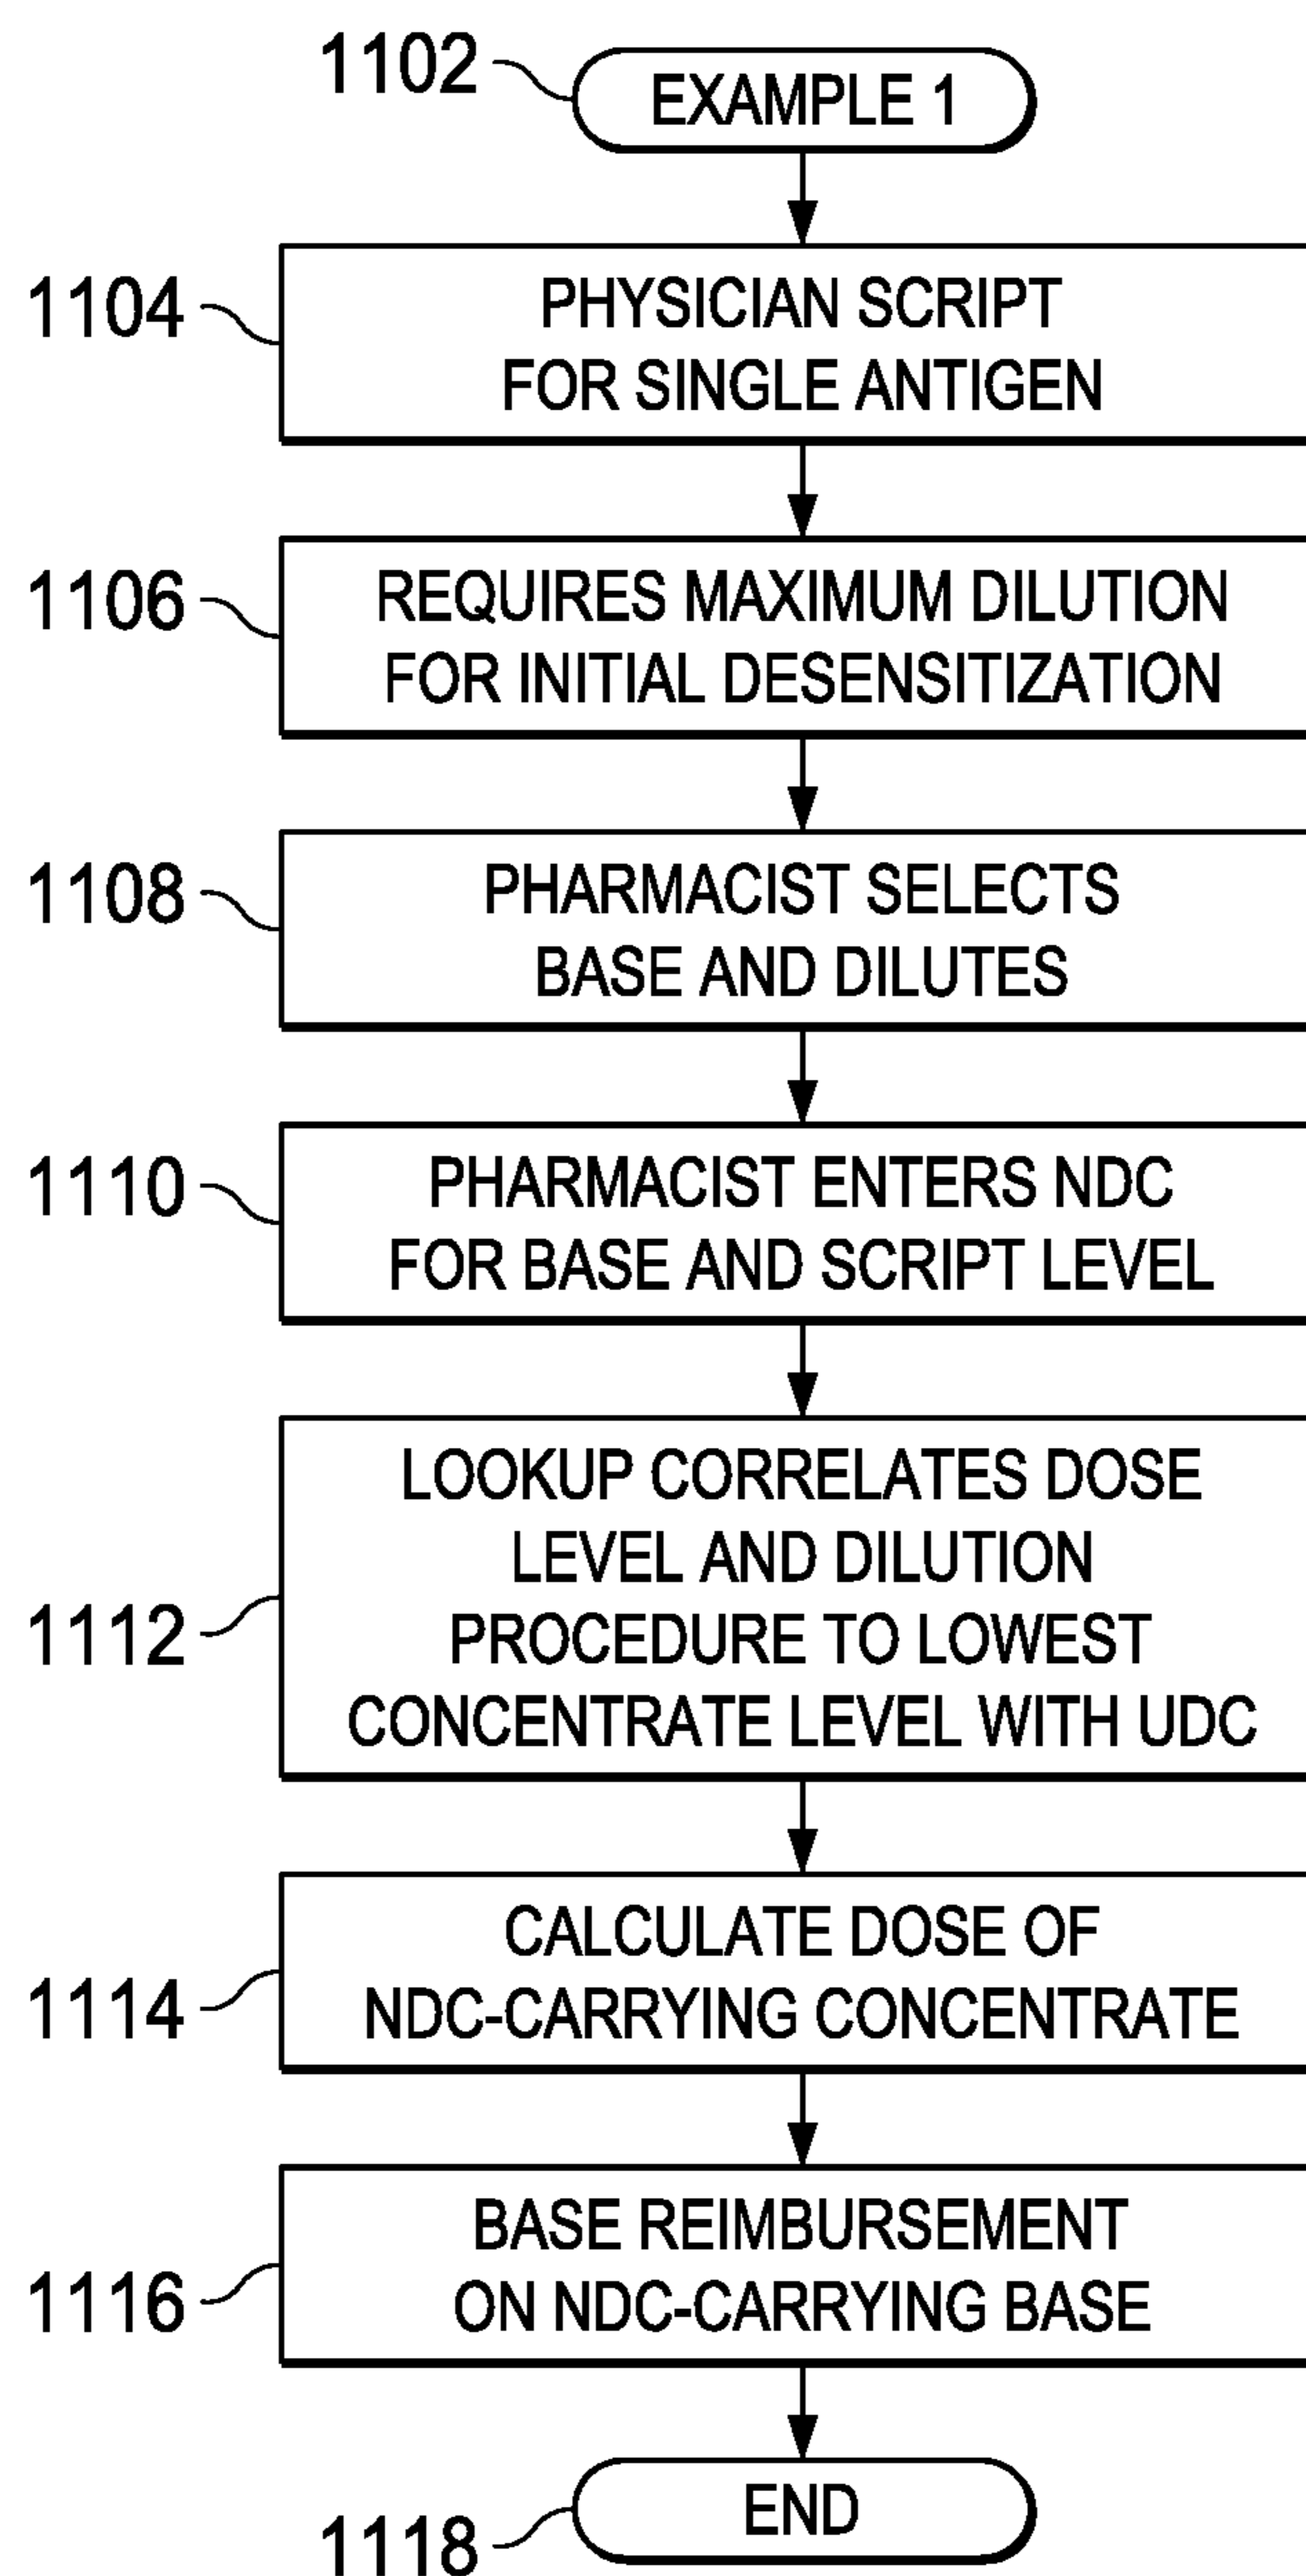 1102
EXAMPLE 1
1104
PHYSICIAN SCRIPT
FOR SINGLE ANTIGEN
1106
REQUIRES MAXIMUM DILUTION
FOR INITIAL DESENSITIZATION
1108
PHARMACIST SELECTS
BASE AND DILUTES
1110
PHARMACIST ENTERS NDC
FOR BASE AND SCRIPT LEVEL
1112
LOOKUP CORRELATES DOSE
LEVEL AND DILUTION
PROCEDURE TO LOWEST
CONCENTRATE LEVEL WITH UDC
1114
CALCULATE DOSE OF
NDC-CARRYING CONCENTRATE
1116
BASE REIMBURSEMENT
ON NDC-CARRYING BASE
1118
END